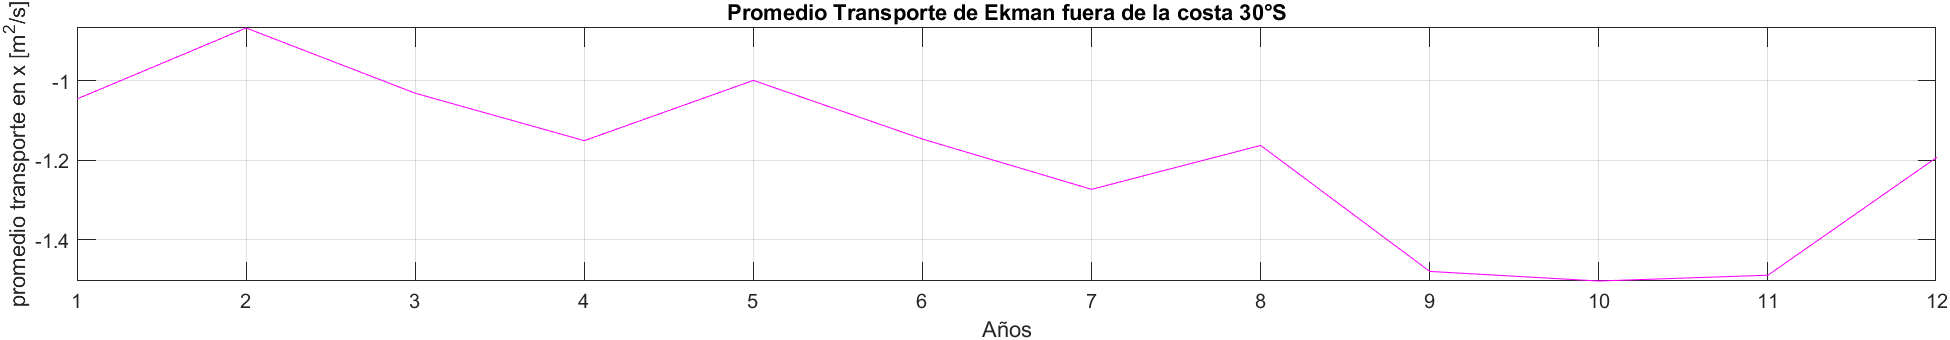 Promedio Transporte de Ekman fuera de la costa 30°S
promedio transporte en x [m²/s]
-1
-1.2
-1.4
1 2 3 4 5 6 7 8 9 10 11 12
Años